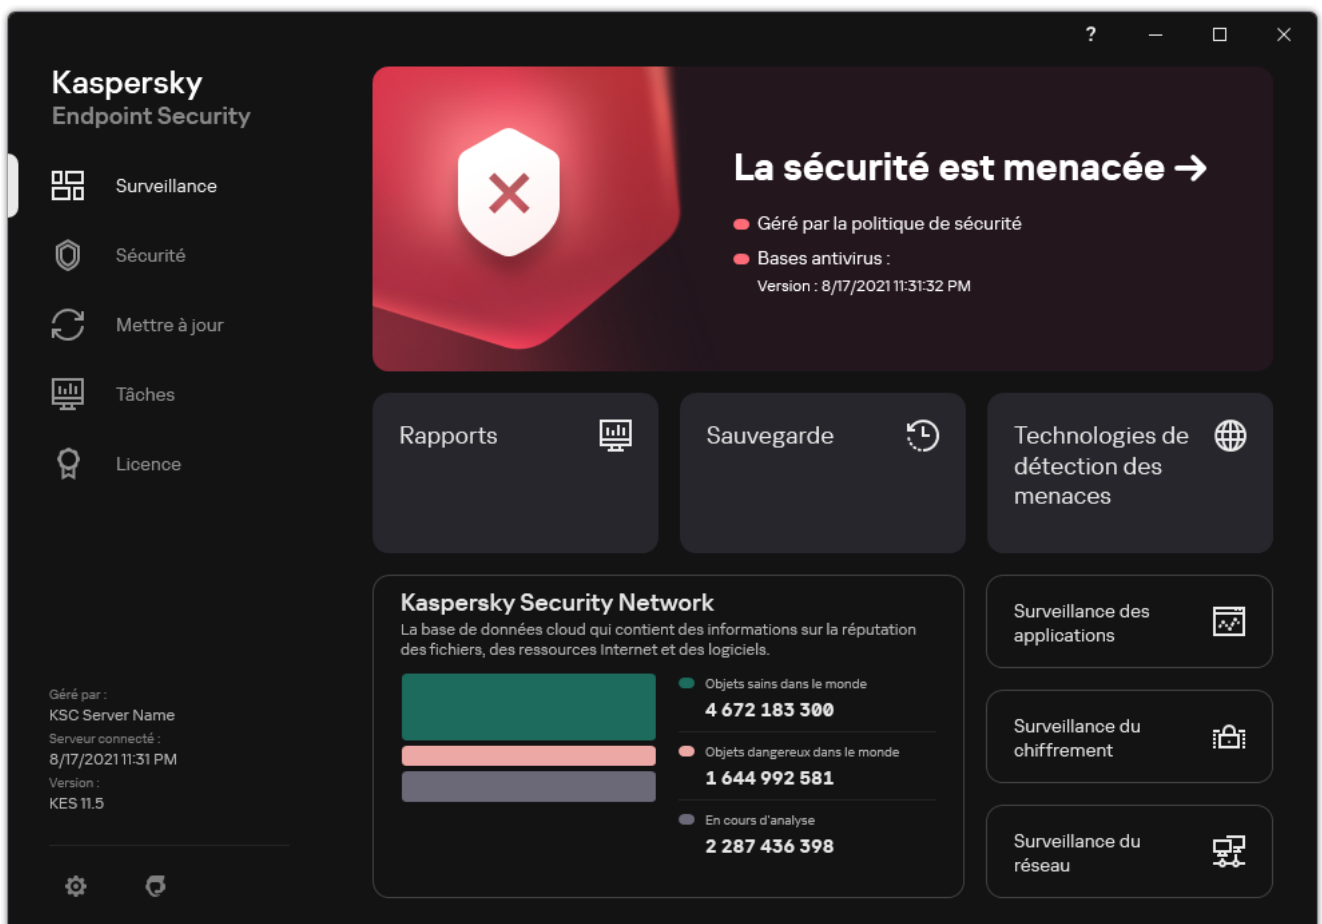 ?
Kaspersky
Endpoint Security
Surveillance
Sécurité
Mettre à jour
Tâches
Licence
Géré par :
KSC Server Name
Serveur connecté :
8/17/2021 11:31 PM
Version :
KES 11.5
La sécurité est menacée →
Géré par la politique de sécurité
Bases antivirus :
Version : 8/17/2021 11:31:32 PM
Rapports
Sauvegarde
Technologies de
détection des
menaces
Kaspersky Security Network
La base de données cloud qui contient des informations sur la réputation
des fichiers, des ressources Internet et des logiciels.
Objets sains dans le monde
4 672 183 300
Objets dangereux dans le monde
1 644 992 581
En cours d'analyse
2 287 436 398
Surveillance des
applications
Surveillance du
chiffrement
Surveillance du
réseau